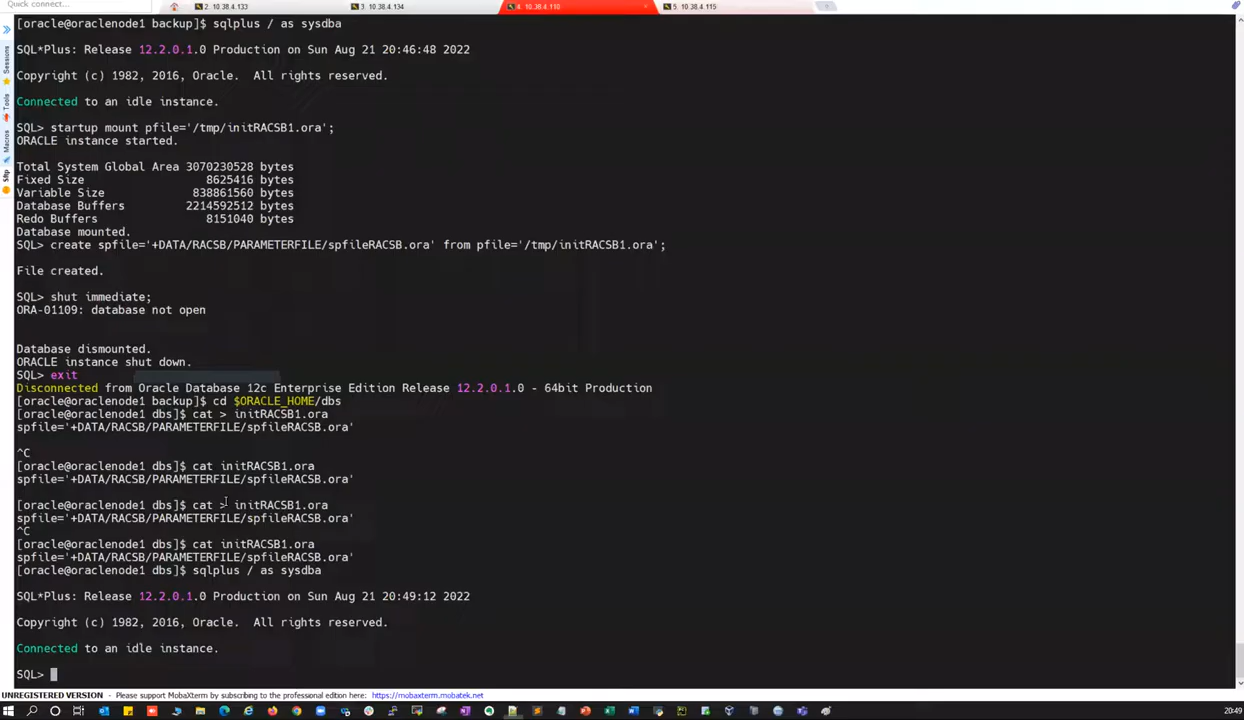 Quick connect...
2. 10.38.4.133
3. 10.38.4.134
4. 10.38.4.110
5. 10.38.4.115
Sessions
Tools
Macros
Sftp
[oracle@oraclenode1 backup]$ sqlplus / as sysdba
SQL*Plus: Release 12.2.0.1.0 Production on Sun Aug 21 20:46:48 2022
Copyright (c) 1982, 2016, Oracle.  All rights reserved.
Connected to an idle instance.
SQL> startup mount pfile='/tmp/initRACSB1.ora';
ORACLE instance started.
Total System Global Area 3070230528 bytes
Fixed Size                  8625416 bytes
Variable Size             838861560 bytes
Database Buffers         2214592512 bytes
Redo Buffers                8151040 bytes
Database mounted.
SQL> create spfile='+DATA/RACSB/PARAMETERFILE/spfileRACSB.ora' from pfile='/tmp/initRACSB1.ora';
File created.
SQL> shut immediate;
ORA-01109: database not open
Database dismounted.
ORACLE instance shut down.
SQL> exit
Disconnected from Oracle Database 12c Enterprise Edition Release 12.2.0.1.0 - 64bit Production
[oracle@oraclenode1 backup]$ cd $ORACLE_HOME/dbs
[oracle@oraclenode1 dbs]$ cat > initRACSB1.ora
spfile='+DATA/RACSB/PARAMETERFILE/spfileRACSB.ora'
^C
[oracle@oraclenode1 dbs]$ cat initRACSB1.ora
spfile='+DATA/RACSB/PARAMETERFILE/spfileRACSB.ora'
[oracle@oraclenode1 dbs]$ cat > initRACSB1.ora
spfile='+DATA/RACSB/PARAMETERFILE/spfileRACSB.ora'
^C
[oracle@oraclenode1 dbs]$ cat initRACSB1.ora
spfile='+DATA/RACSB/PARAMETERFILE/spfileRACSB.ora'
[oracle@oraclenode1 dbs]$ sqlplus / as sysdba
SQL*Plus: Release 12.2.0.1.0 Production on Sun Aug 21 20:49:12 2022
Copyright (c) 1982, 2016, Oracle.  All rights reserved.
Connected to an idle instance.
SQL>
UNREGISTERED VERSION - Please support MobaXterm by subscribing to the professional edition here: https://mobaxterm.mobatek.net
20:49